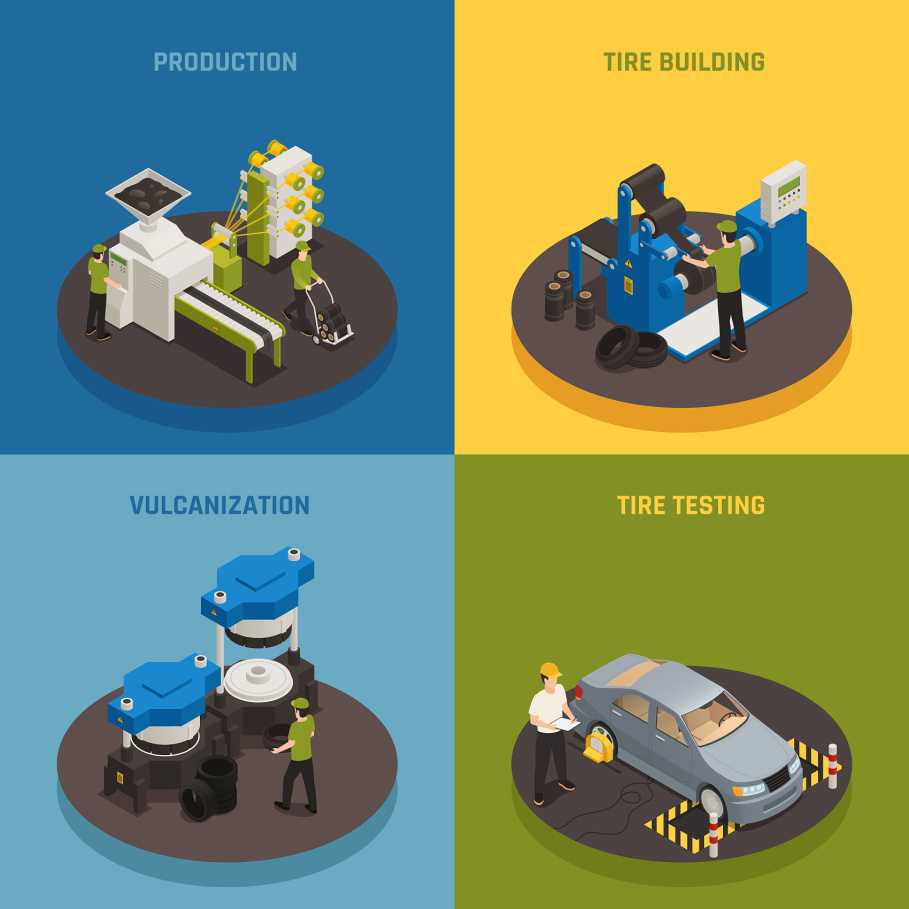 PRODUCTION
TIRE BUILDING
VULCANIZATION
TIRE TESTING